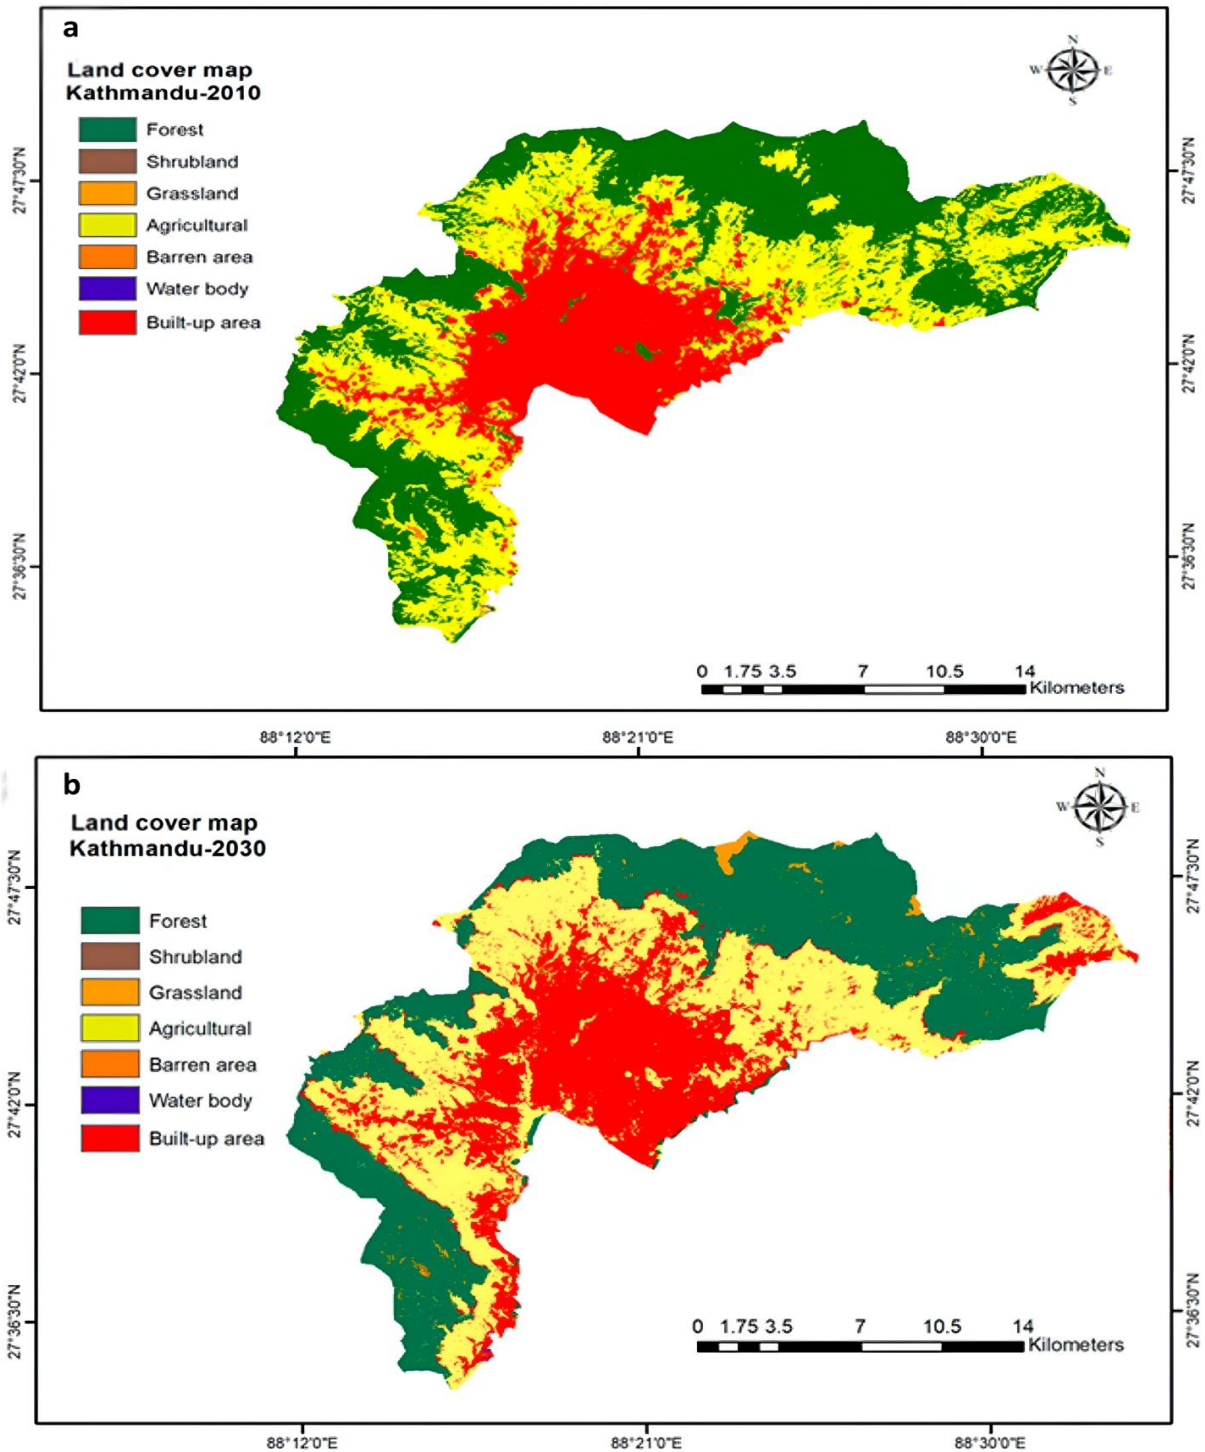 a
Land cover map
Kathmandu-2010
Forest
Shrubland
Grassland
Agricultural
Barren area
Water body
Built-up area
N
W E
S
27°47'30"N
27°47'30"N
27°42'0"N
27°42'0"N
27°36'30"N
27°36'30"N
0 1.75 3.5 7 10.5 14
Kilometers
88°12'0"E 88°21'0"E 88°30'0"E
b
Land cover map
Kathmandu-2030
Forest
Shrubland
Grassland
Agricultural
Barren area
Water body
Built-up area
N
W E
S
27°47'30"N
27°47'30"N
27°42'0"N
27°42'0"N
27°36'30"N
27°36'30"N
0 1.75 3.5 7 10.5 14
Kilometers
88°12'0"E 88°21'0"E 88°30'0"E